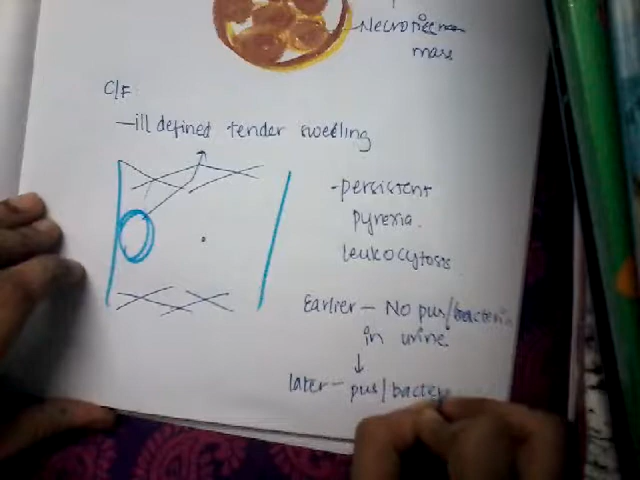 Necrotic
mass
C/F
- ill defined tender swelling
- persistent
pyrexia.
leukocytosis
Earlier - No pus/bacteria
in urine.
↓
later - pus/bacter